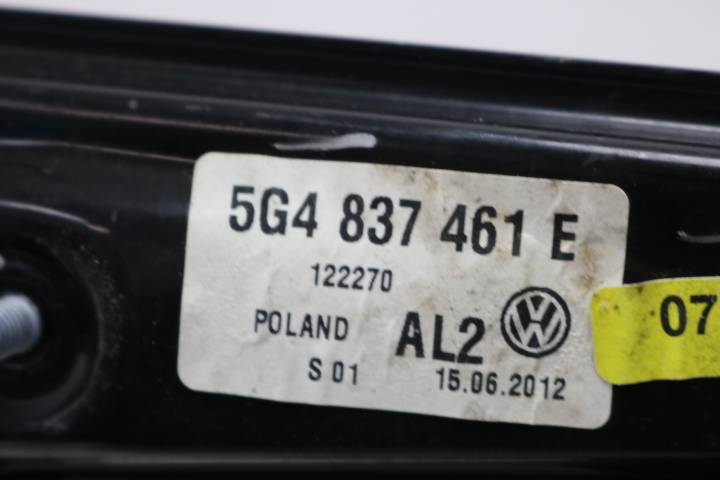 5G4 837 461 E
122270
POLAND AL2
S 01 15.06.2012
07